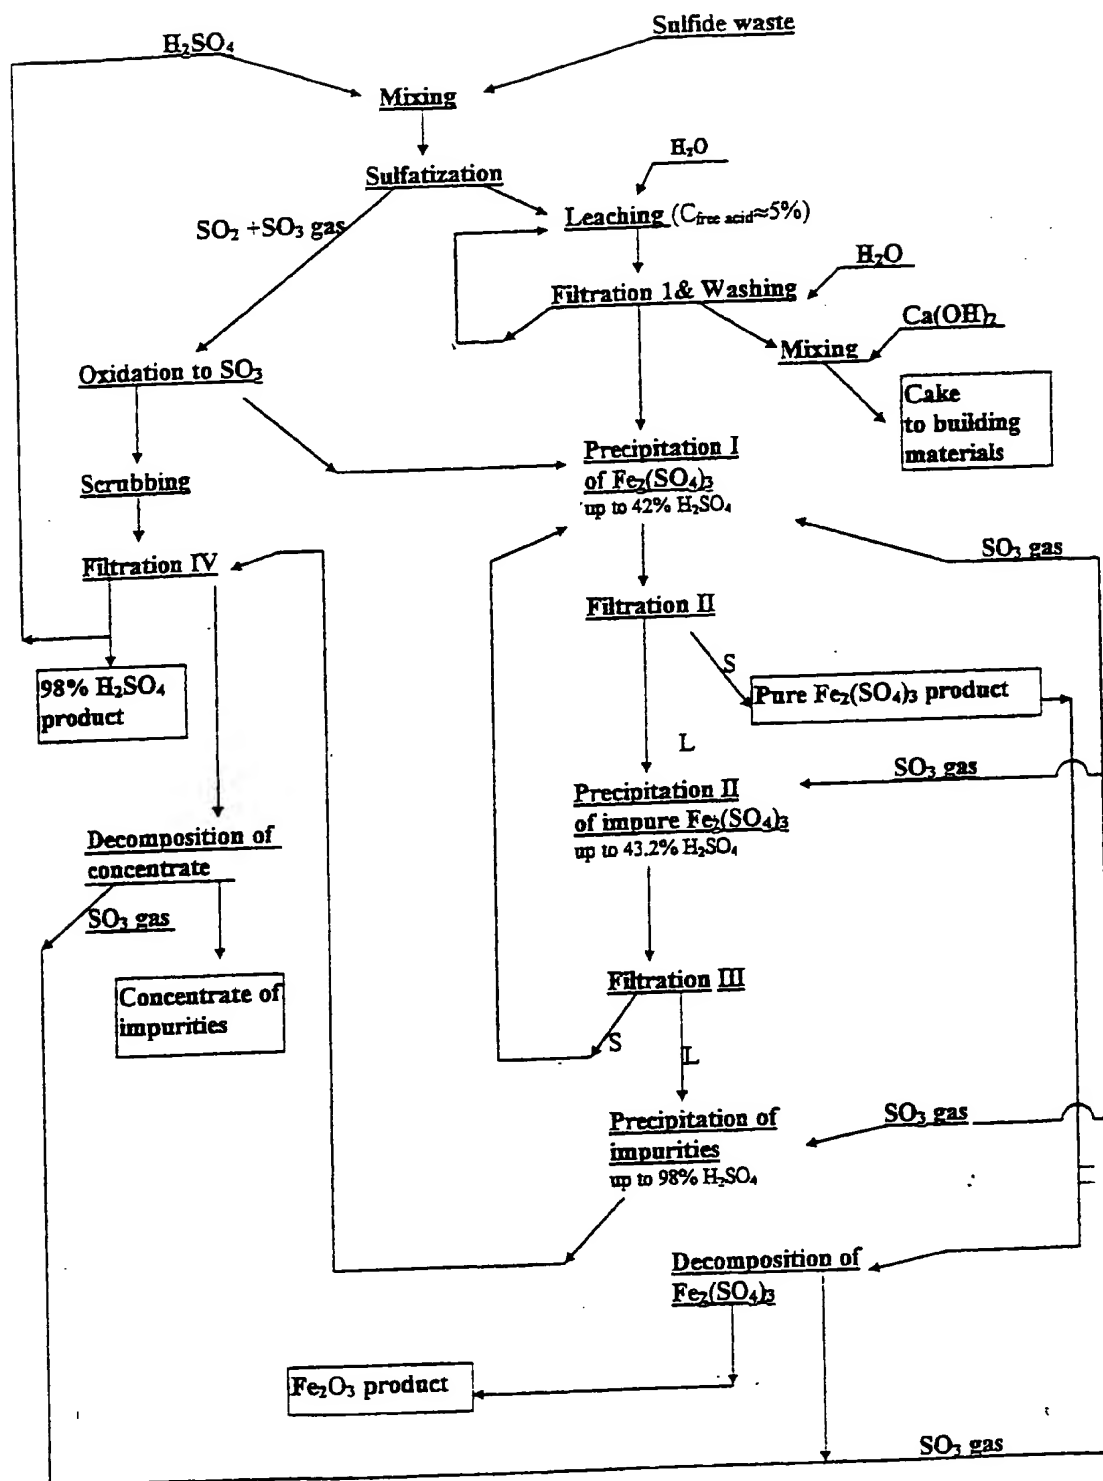 Sulfide waste
H₂SO₄
Mixing
H₂O
Sulfatization
Leaching (C free acid≈5%)
SO₂ +SO₃ gas
H₂O
Filtration 1& Washing
Ca(OH)₂
Mixing
Oxidation to SO₃
Cake
to building
materials
Precipitation I
of Fe₂(SO₄)₃
up to 42% H₂SO₄
Scrubbing
SO₃ gas
Filtration IV
Filtration II
S
98% H₂SO₄
product
Pure Fe₂(SO₄)₃ product
L
SO₃ gas
Precipitation II
of impure Fe₂(SO₄)₃
up to 43.2% H₂SO₄
Decomposition of
concentrate
SO₃ gas
Filtration III
Concentrate of
impurities
S
L
SO₃ gas
Precipitation of
impurities
up to 98% H₂SO₄
Decomposition of
Fe₂(SO₄)₃
Fe₂O₃ product
SO₃ gas